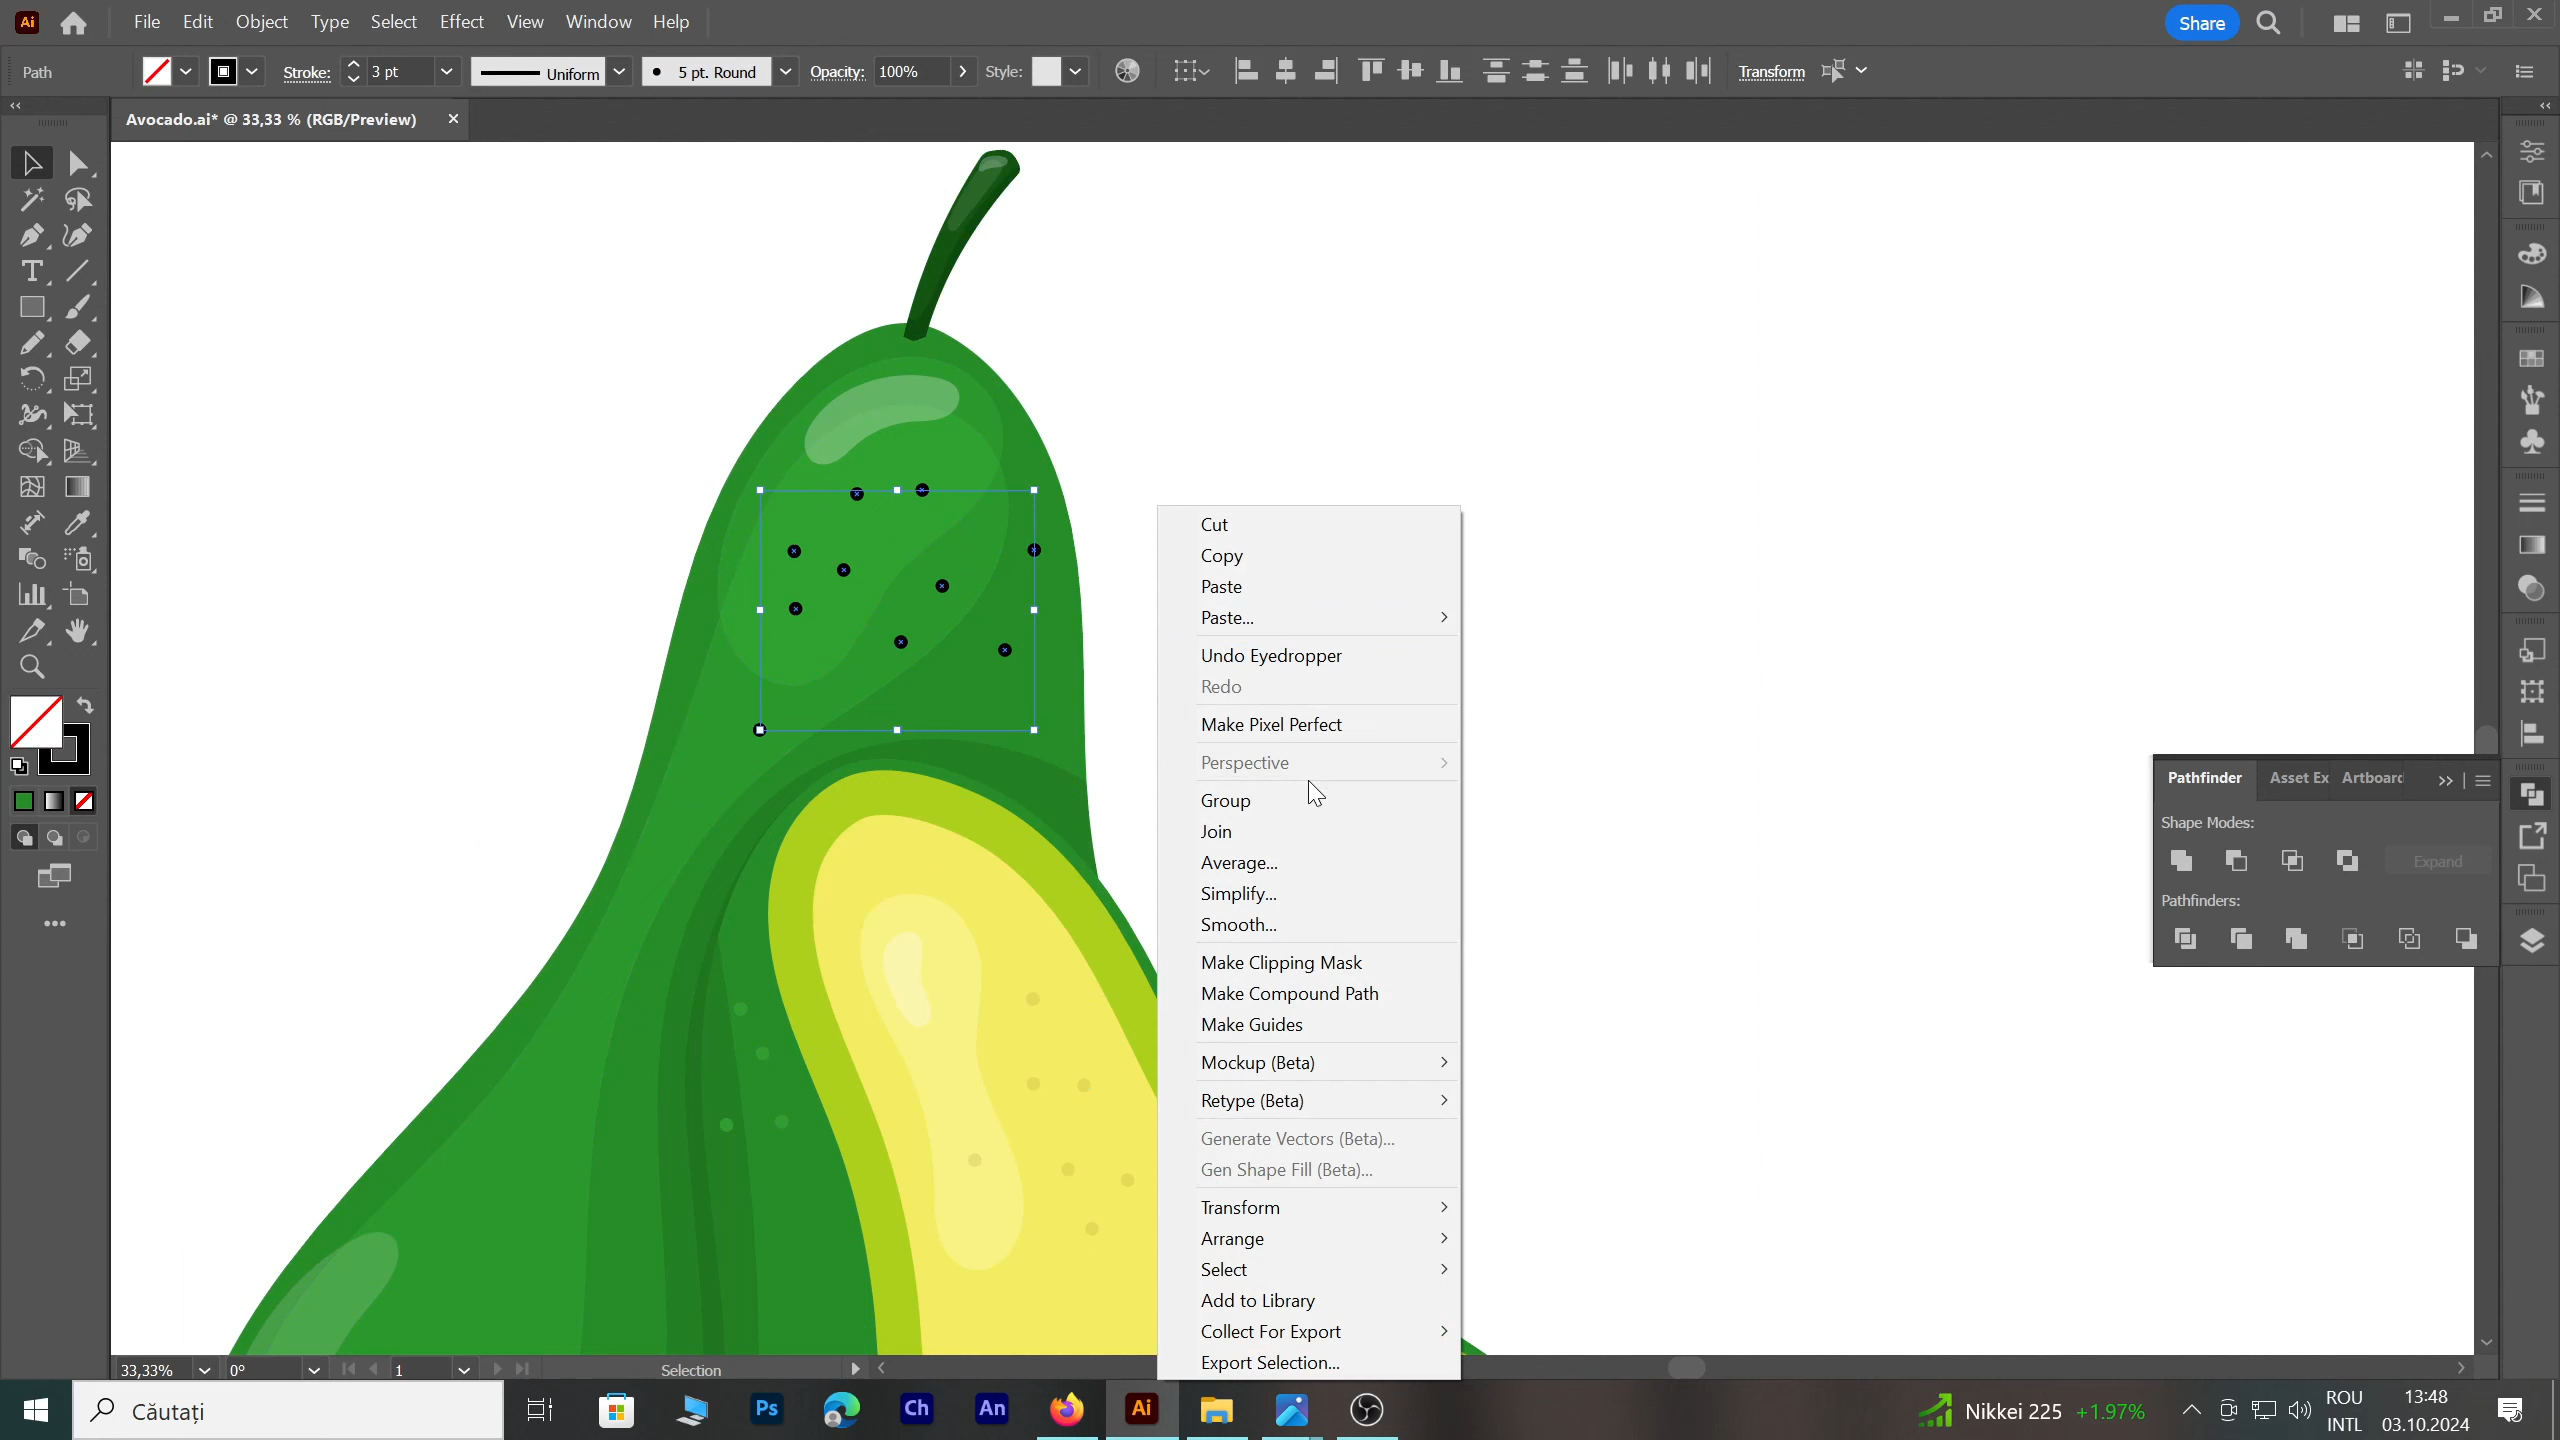 Ai File Edit Object Type Select Effect View Window Help Share
Path Stroke: 3 pt Uniform 5 pt. Round Opacity: 100% Style: Transform
Avocado.ai* @ 33,33 % (RGB/Preview)
Cut
Copy
Paste
Paste...
Undo Eyedropper
Redo
Make Pixel Perfect
Perspective
Group
Join
Average...
Simplify...
Smooth...
Make Clipping Mask
Make Compound Path
Make Guides
Mockup (Beta)
Retype (Beta)
Generate Vectors (Beta)...
Gen Shape Fill (Beta)...
Transform
Arrange
Select
Add to Library
Collect For Export
Export Selection...
Pathfinder Asset Ex Artboard
Shape Modes:
Expand
Pathfinders:
33,33% 0° 1 Selection
Căutați Ps Ch An Ai Nikkei 225 +1.97% ROU 13:48
INTL 03.10.2024